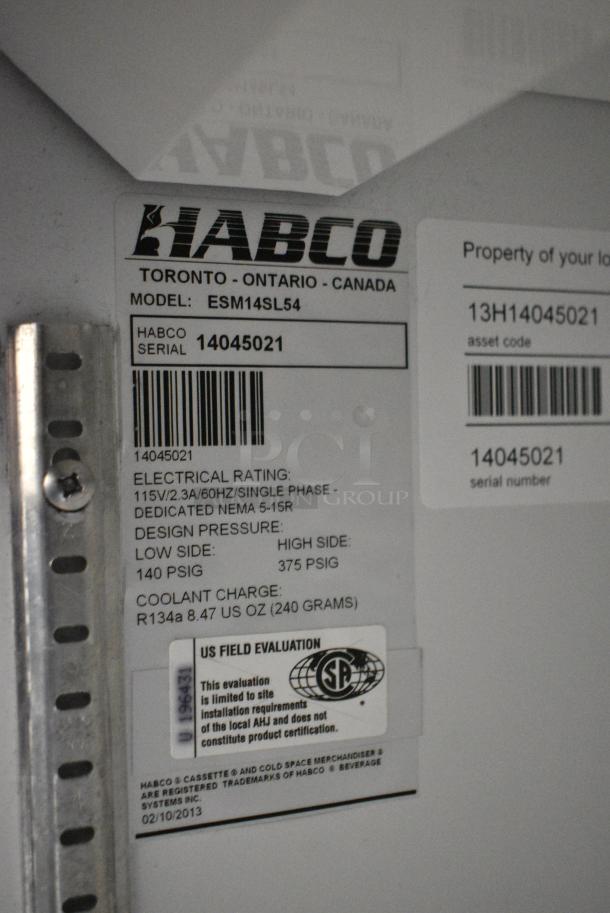 HABCO
TORONTO - ONTARIO - CANADA
MODEL: ESM14SL54
HABCO
SERIAL 14045021
14045021
ELECTRICAL RATING:
115V/2.3A/60HZ/SINGLE PHASE -
DEDICATED NEMA 5-15R
DESIGN PRESSURE:
LOW SIDE: HIGH SIDE:
140 PSIG 375 PSIG
COOLANT CHARGE:
R134a 8.47 US OZ (240 GRAMS)
US FIELD EVALUATION
U 196431
This evaluation
is limited to site
installation requirements
of the local AHJ and does not
constitute product certification.
SA
HABCO ® CASSETTE ® AND COLD SPACE MERCHANDISER ®
ARE REGISTERED TRADEMARKS OF HABCO ® BEVERAGE
SYSTEMS INC.
02/10/2013
Property of your lo
13H14045021
asset code
14045021
serial number
PCI
GROUP